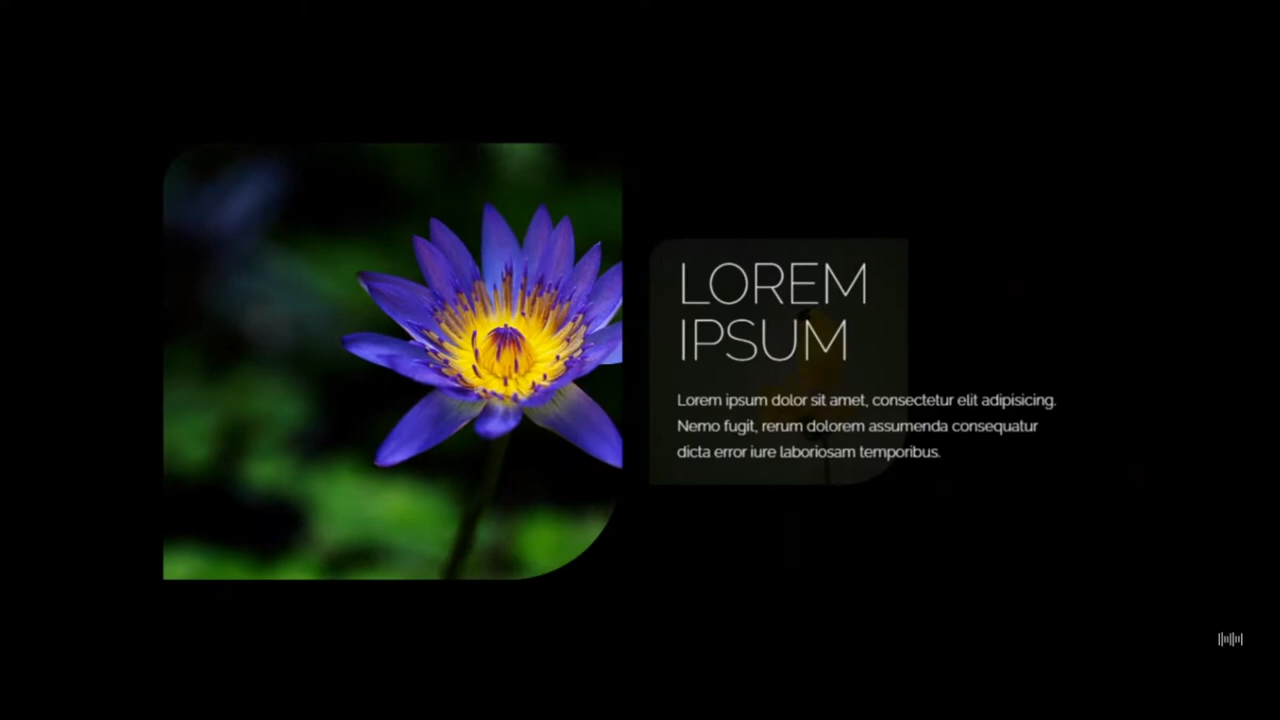 LOREM
IPSUM
Lorem ipsum dolor sit amet, consectetur elit adipisicing.
Nemo fugit, rerum dolorem assumenda consequatur
dicta error iure laboriosam temporibus.